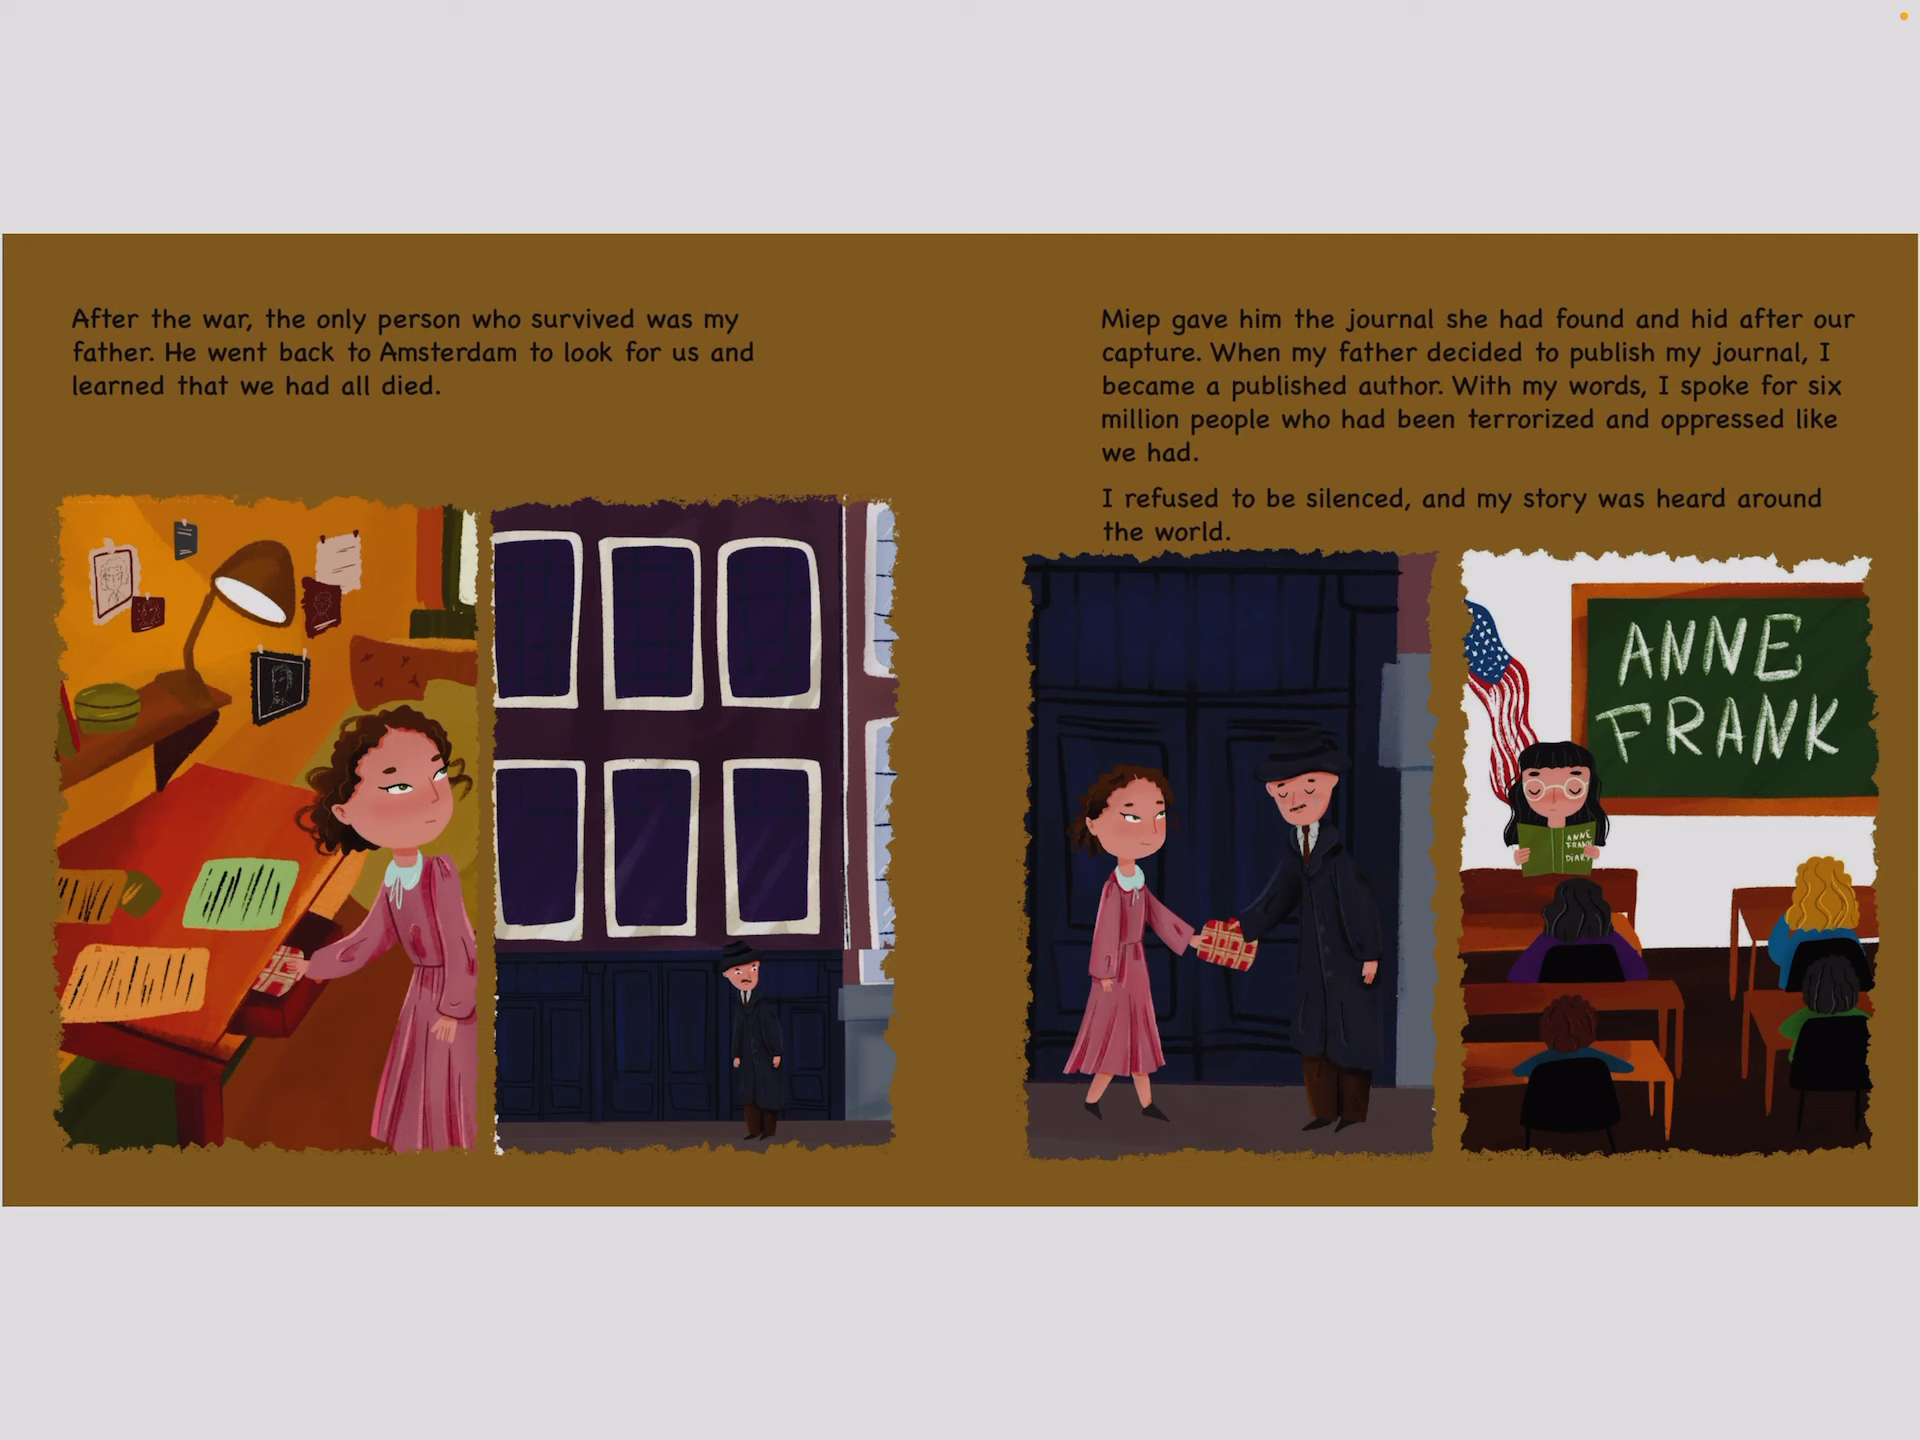 After the war, the only person who survived was my
father. He went back to Amsterdam to look for us and
learned that we had all died.
Miep gave him the journal she had found and hid after our
capture. When my father decided to publish my journal, I
became a published author. With my words, I spoke for six
million people who had been terrorized and oppressed like
we had.
I refused to be silenced, and my story was heard around
the world.
ANNE
FRANK
ANNE
FRANK
DIARY